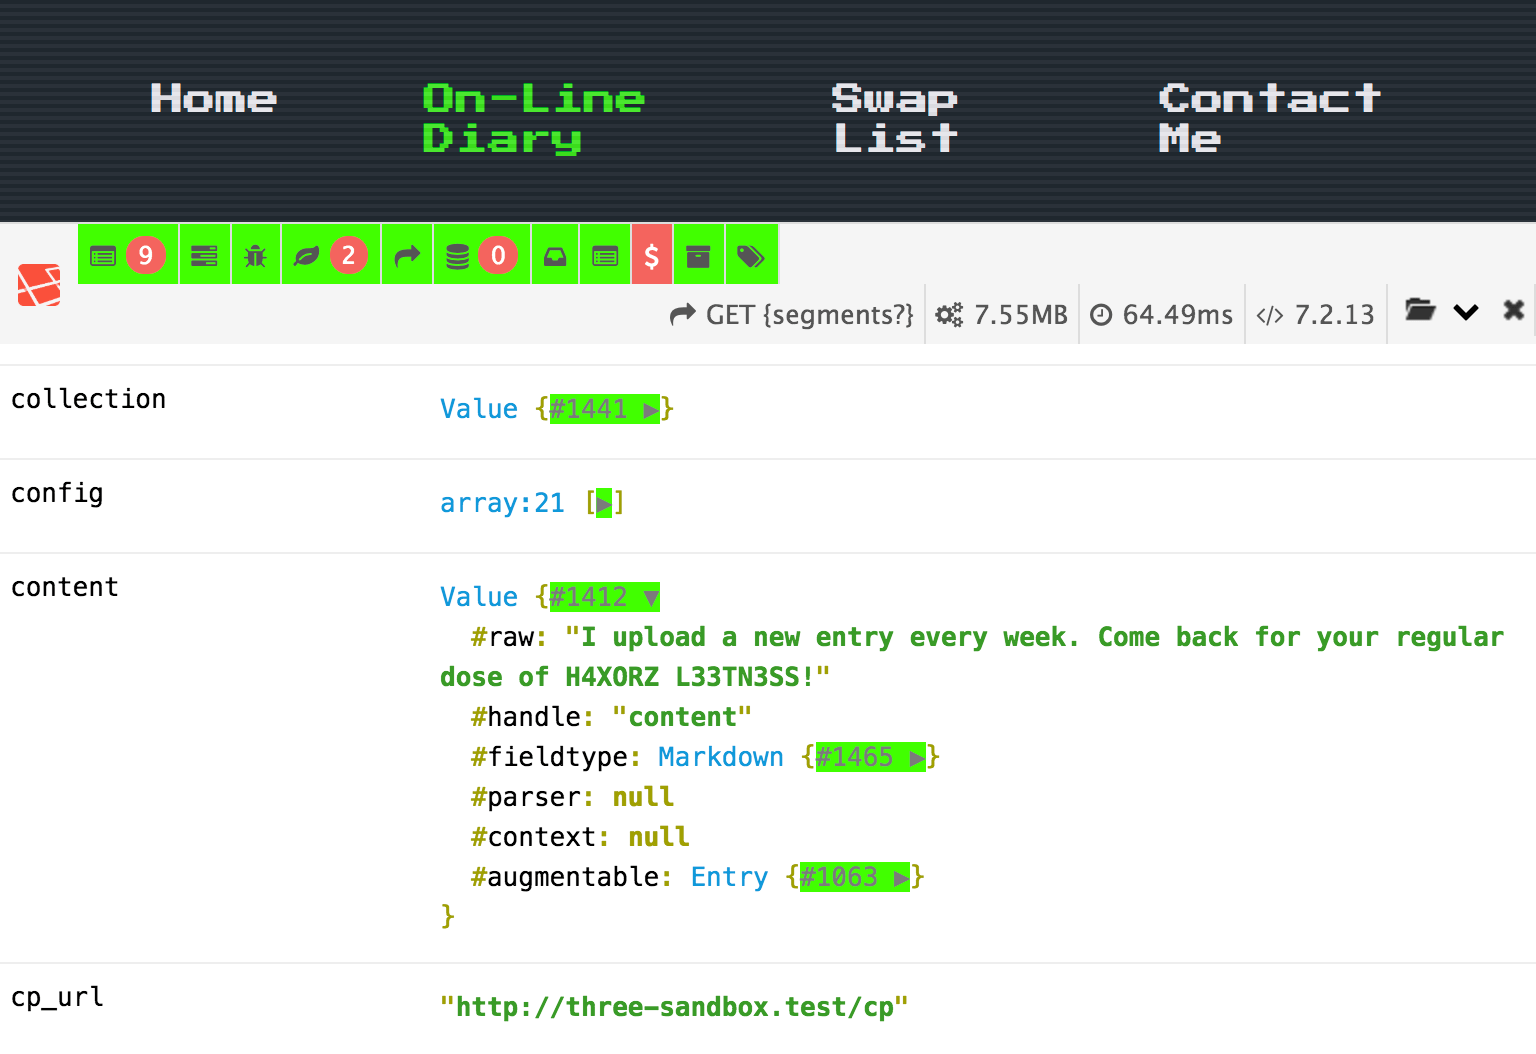 Home
On-Line
Diary
Swap
List
Contact
Me
9
2
0
$
GET {segments?}
7.55MB
64.49ms
</> 7.2.13
collection
Value {#1441 ▶}
config
array:21 [▶]
content
Value {#1412 ▼
#raw: "I upload a new entry every week. Come back for your regular
dose of H4XORZ L33TN3SS!"
#handle: "content"
#fieldtype: Markdown {#1465 ▶}
#parser: null
#context: null
#augmentable: Entry {#1063 ▶}
}
cp_url
"http://three-sandbox.test/cp"